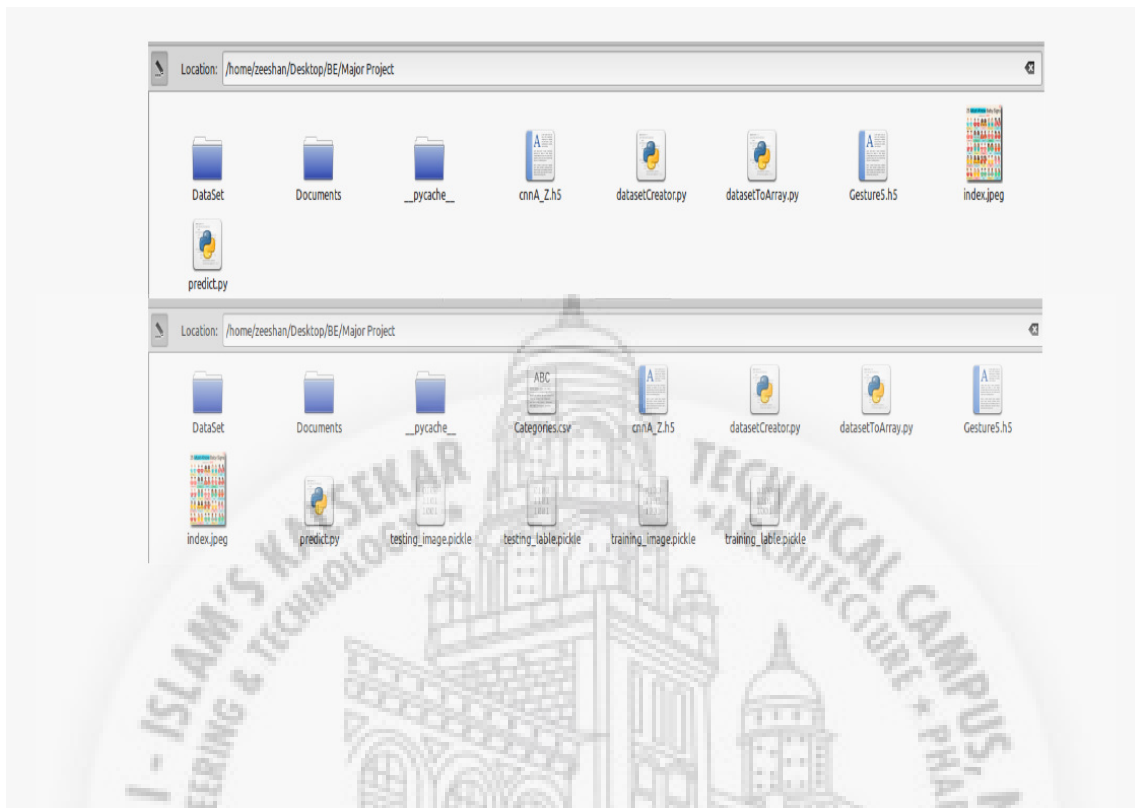 Location: /home/zeeshan/Desktop/BE/Major Project
DataSet Documents __pycache__ cnnA_Z.h5 datasetCreator.py datasetToArray.py Gesture5.h5 index.jpeg
predict.py
Location: /home/zeeshan/Desktop/BE/Major Project
DataSet Documents __pycache__ Categories.csv cnnA_Z.h5 datasetCreator.py datasetToArray.py Gesture5.h5
index.jpeg predict.py testing_image.pickle testing_lable.pickle training_image.pickle training_lable.pickle
I - ISLAM'S KALSEKAR TECHNICAL CAMPUS,
& TECHNOLOGY * * ARCHITECTURE *